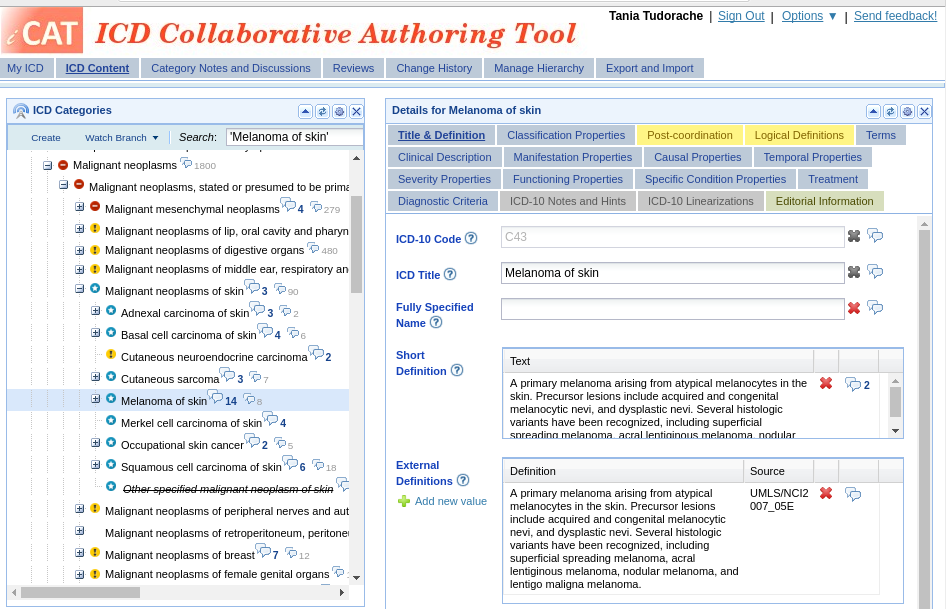 Tania Tudorache | Sign Out | Options ▼ | Send feedback!
iCAT ICD Collaborative Authoring Tool
My ICD ICD Content Category Notes and Discussions Reviews Change History Manage Hierarchy Export and Import
ICD Categories
Create Watch Branch ▼ Search: 'Melanoma of skin'
Malignant neoplasms 1800
Malignant neoplasms, stated or presumed to be prima
Malignant mesenchymal neoplasms 4 279
Malignant neoplasms of lip, oral cavity and pharyn
Malignant neoplasms of digestive organs 480
Malignant neoplasms of middle ear, respiratory an
Malignant neoplasms of skin 3 90
Adnexal carcinoma of skin 3 2
Basal cell carcinoma of skin 4 6
Cutaneous neuroendocrine carcinoma 2
Cutaneous sarcoma 3 7
Melanoma of skin 14 8
Merkel cell carcinoma of skin 4
Occupational skin cancer 2 5
Squamous cell carcinoma of skin 6 18
Other specified malignant neoplasm of skin
Malignant neoplasms of peripheral nerves and aut
Malignant neoplasms of retroperitoneum, peritoneu
Malignant neoplasms of breast 7 12
Malignant neoplasms of female genital organs
Details for Melanoma of skin
Title & Definition Classification Properties Post-coordination Logical Definitions Terms
Clinical Description Manifestation Properties Causal Properties Temporal Properties
Severity Properties Functioning Properties Specific Condition Properties Treatment
Diagnostic Criteria ICD-10 Notes and Hints ICD-10 Linearizations Editorial Information
ICD-10 Code ? C43
ICD Title ? Melanoma of skin
Fully Specified
Name ?
Short
Definition ?
Text
A primary melanoma arising from atypical melanocytes in the
skin. Precursor lesions include acquired and congenital
melanocytic nevi, and dysplastic nevi. Several histologic
variants have been recognized, including superficial
spreading melanoma, acral lentiginous melanoma, nodular
2
External
Definitions ?
Add new value
Definition Source
A primary melanoma arising from atypical
melanocytes in the skin. Precursor lesions
include acquired and congenital melanocytic
nevi, and dysplastic nevi. Several histologic
variants have been recognized, including
superficial spreading melanoma, acral
lentiginous melanoma, nodular melanoma, and
lentigo maligna melanoma.
UMLS/NCI2
007_05E